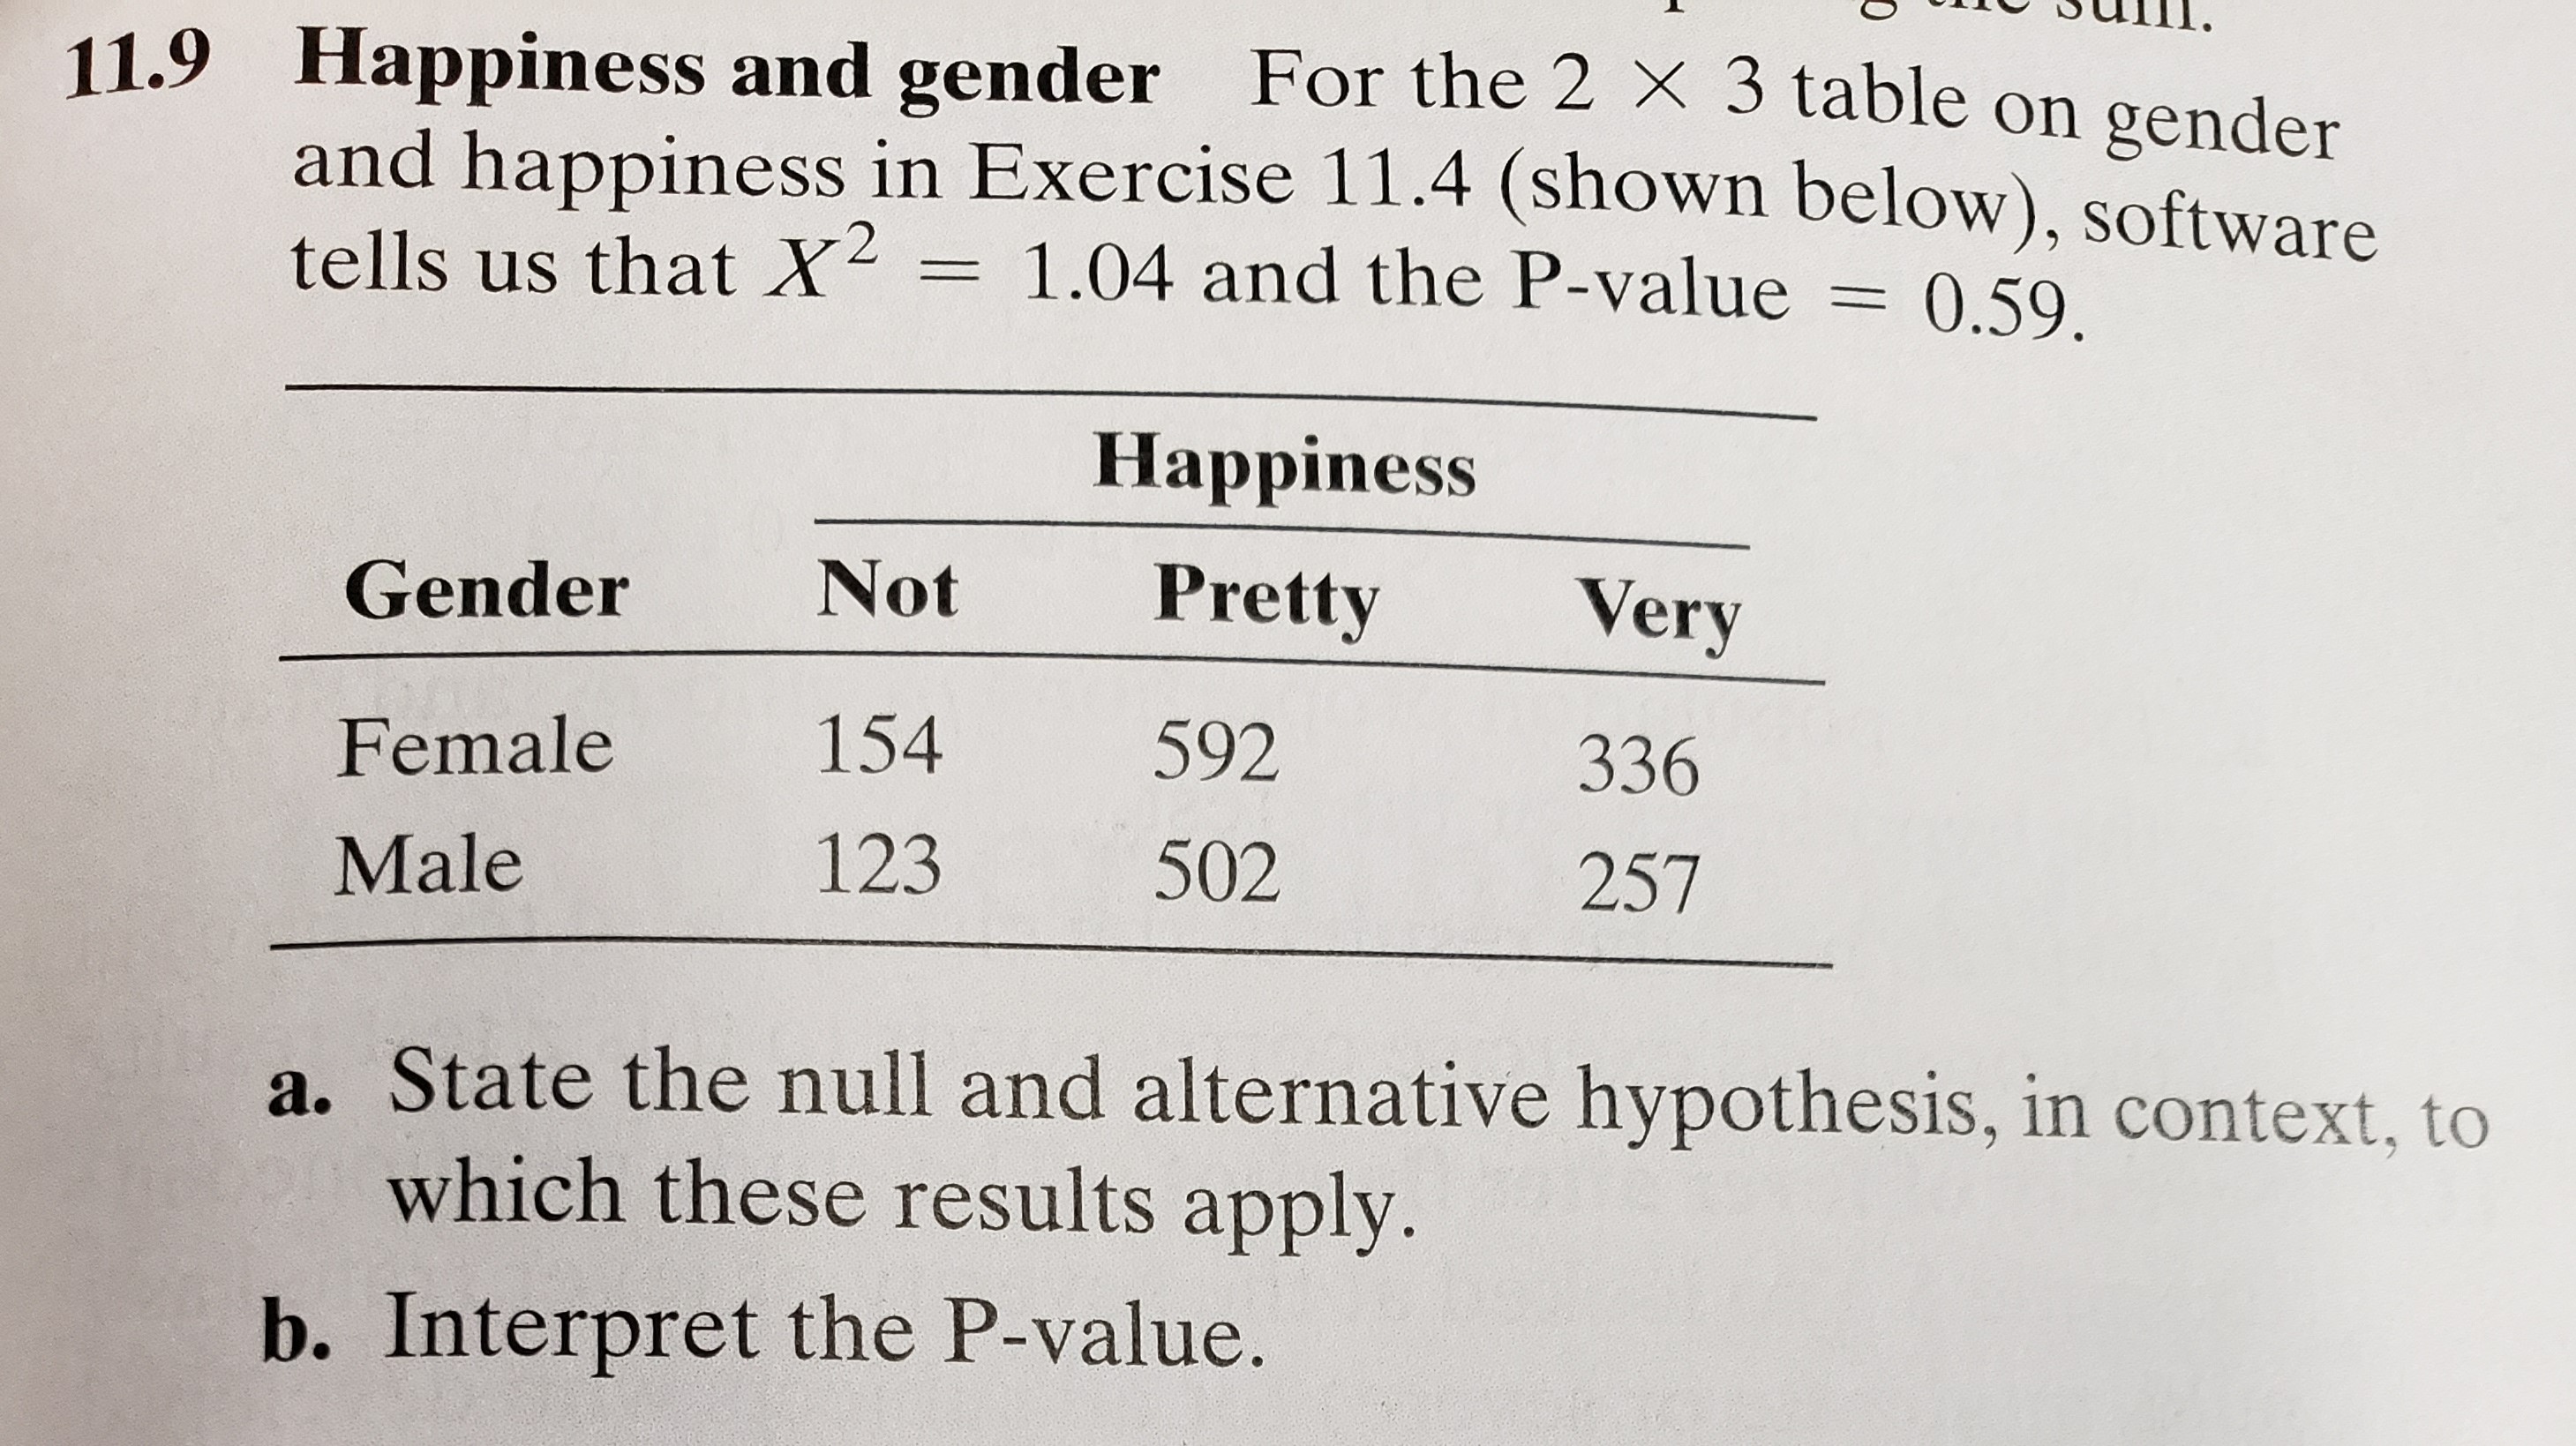 the sum.
11.9 Happiness and gender For the 2 × 3 table on gender
and happiness in Exercise 11.4 (shown below), software
tells us that X² = 1.04 and the P-value = 0.59.
Happiness
Gender Not Pretty Very
Female 154 592 336
Male 123 502 257
a. State the null and alternative hypothesis, in context, to
which these results apply.
b. Interpret the P-value.